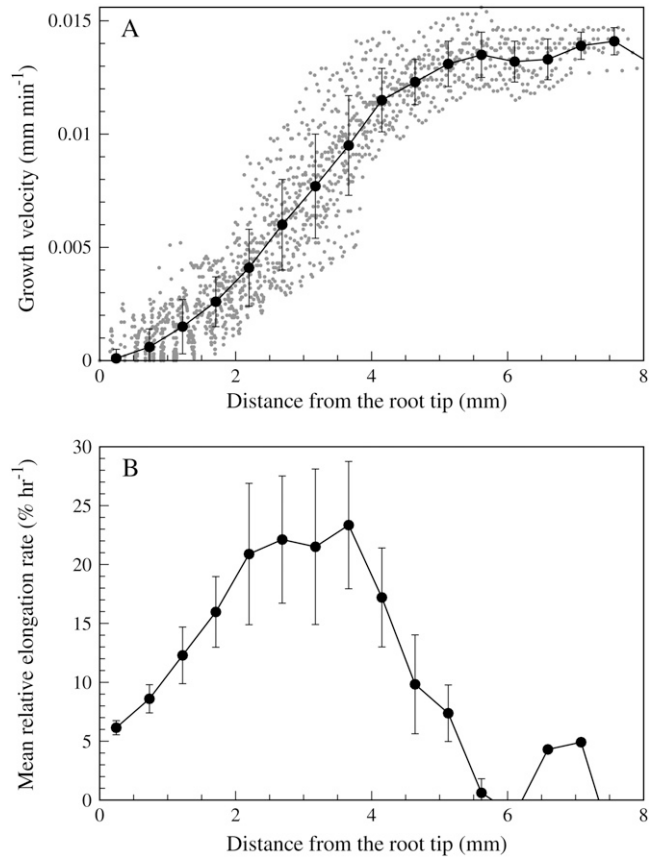 A
0.015
0.01
0.005
0
Growth velocity (mm min⁻¹)
0 2 4 6 8
Distance from the root tip (mm)
B
30
25
20
15
10
5
0
Mean relative elongation rate (% hr⁻¹)
0 2 4 6 8
Distance from the root tip (mm)